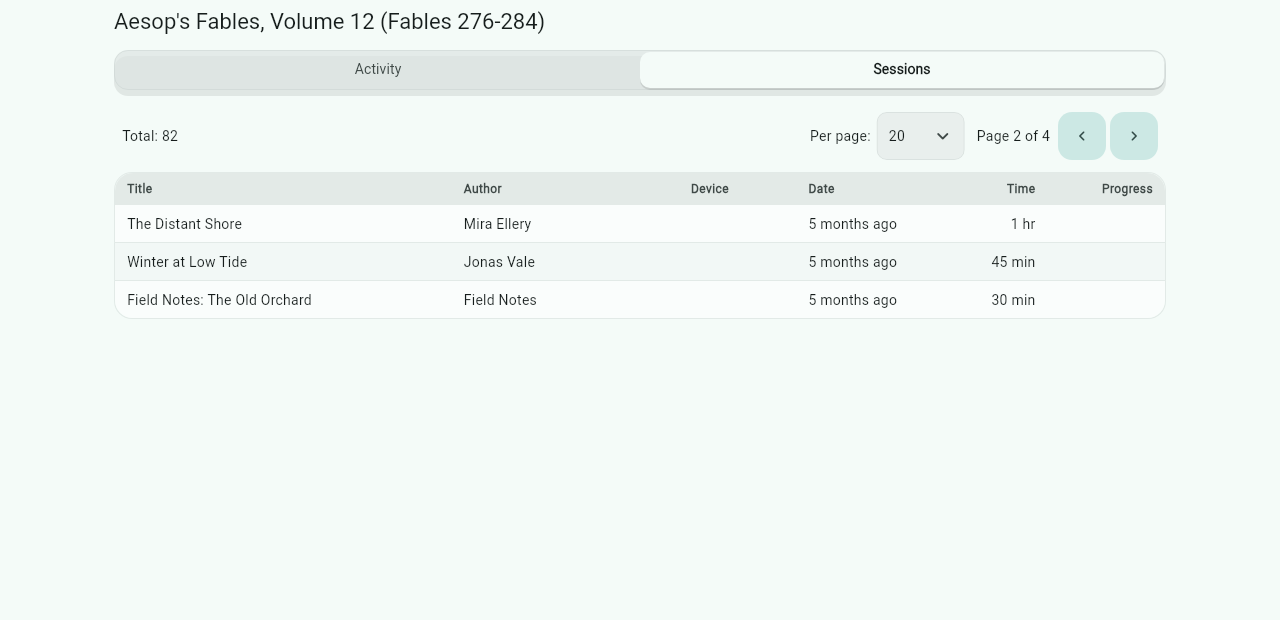 Aesop's Fables, Volume 12 (Fables 276-284)
Activity Sessions
Total: 82 Per page: 20 Page 2 of 4
Title Author Device Date Time Progress
The Distant Shore Mira Ellery 5 months ago 1 hr
Winter at Low Tide Jonas Vale 5 months ago 45 min
Field Notes: The Old Orchard Field Notes 5 months ago 30 min